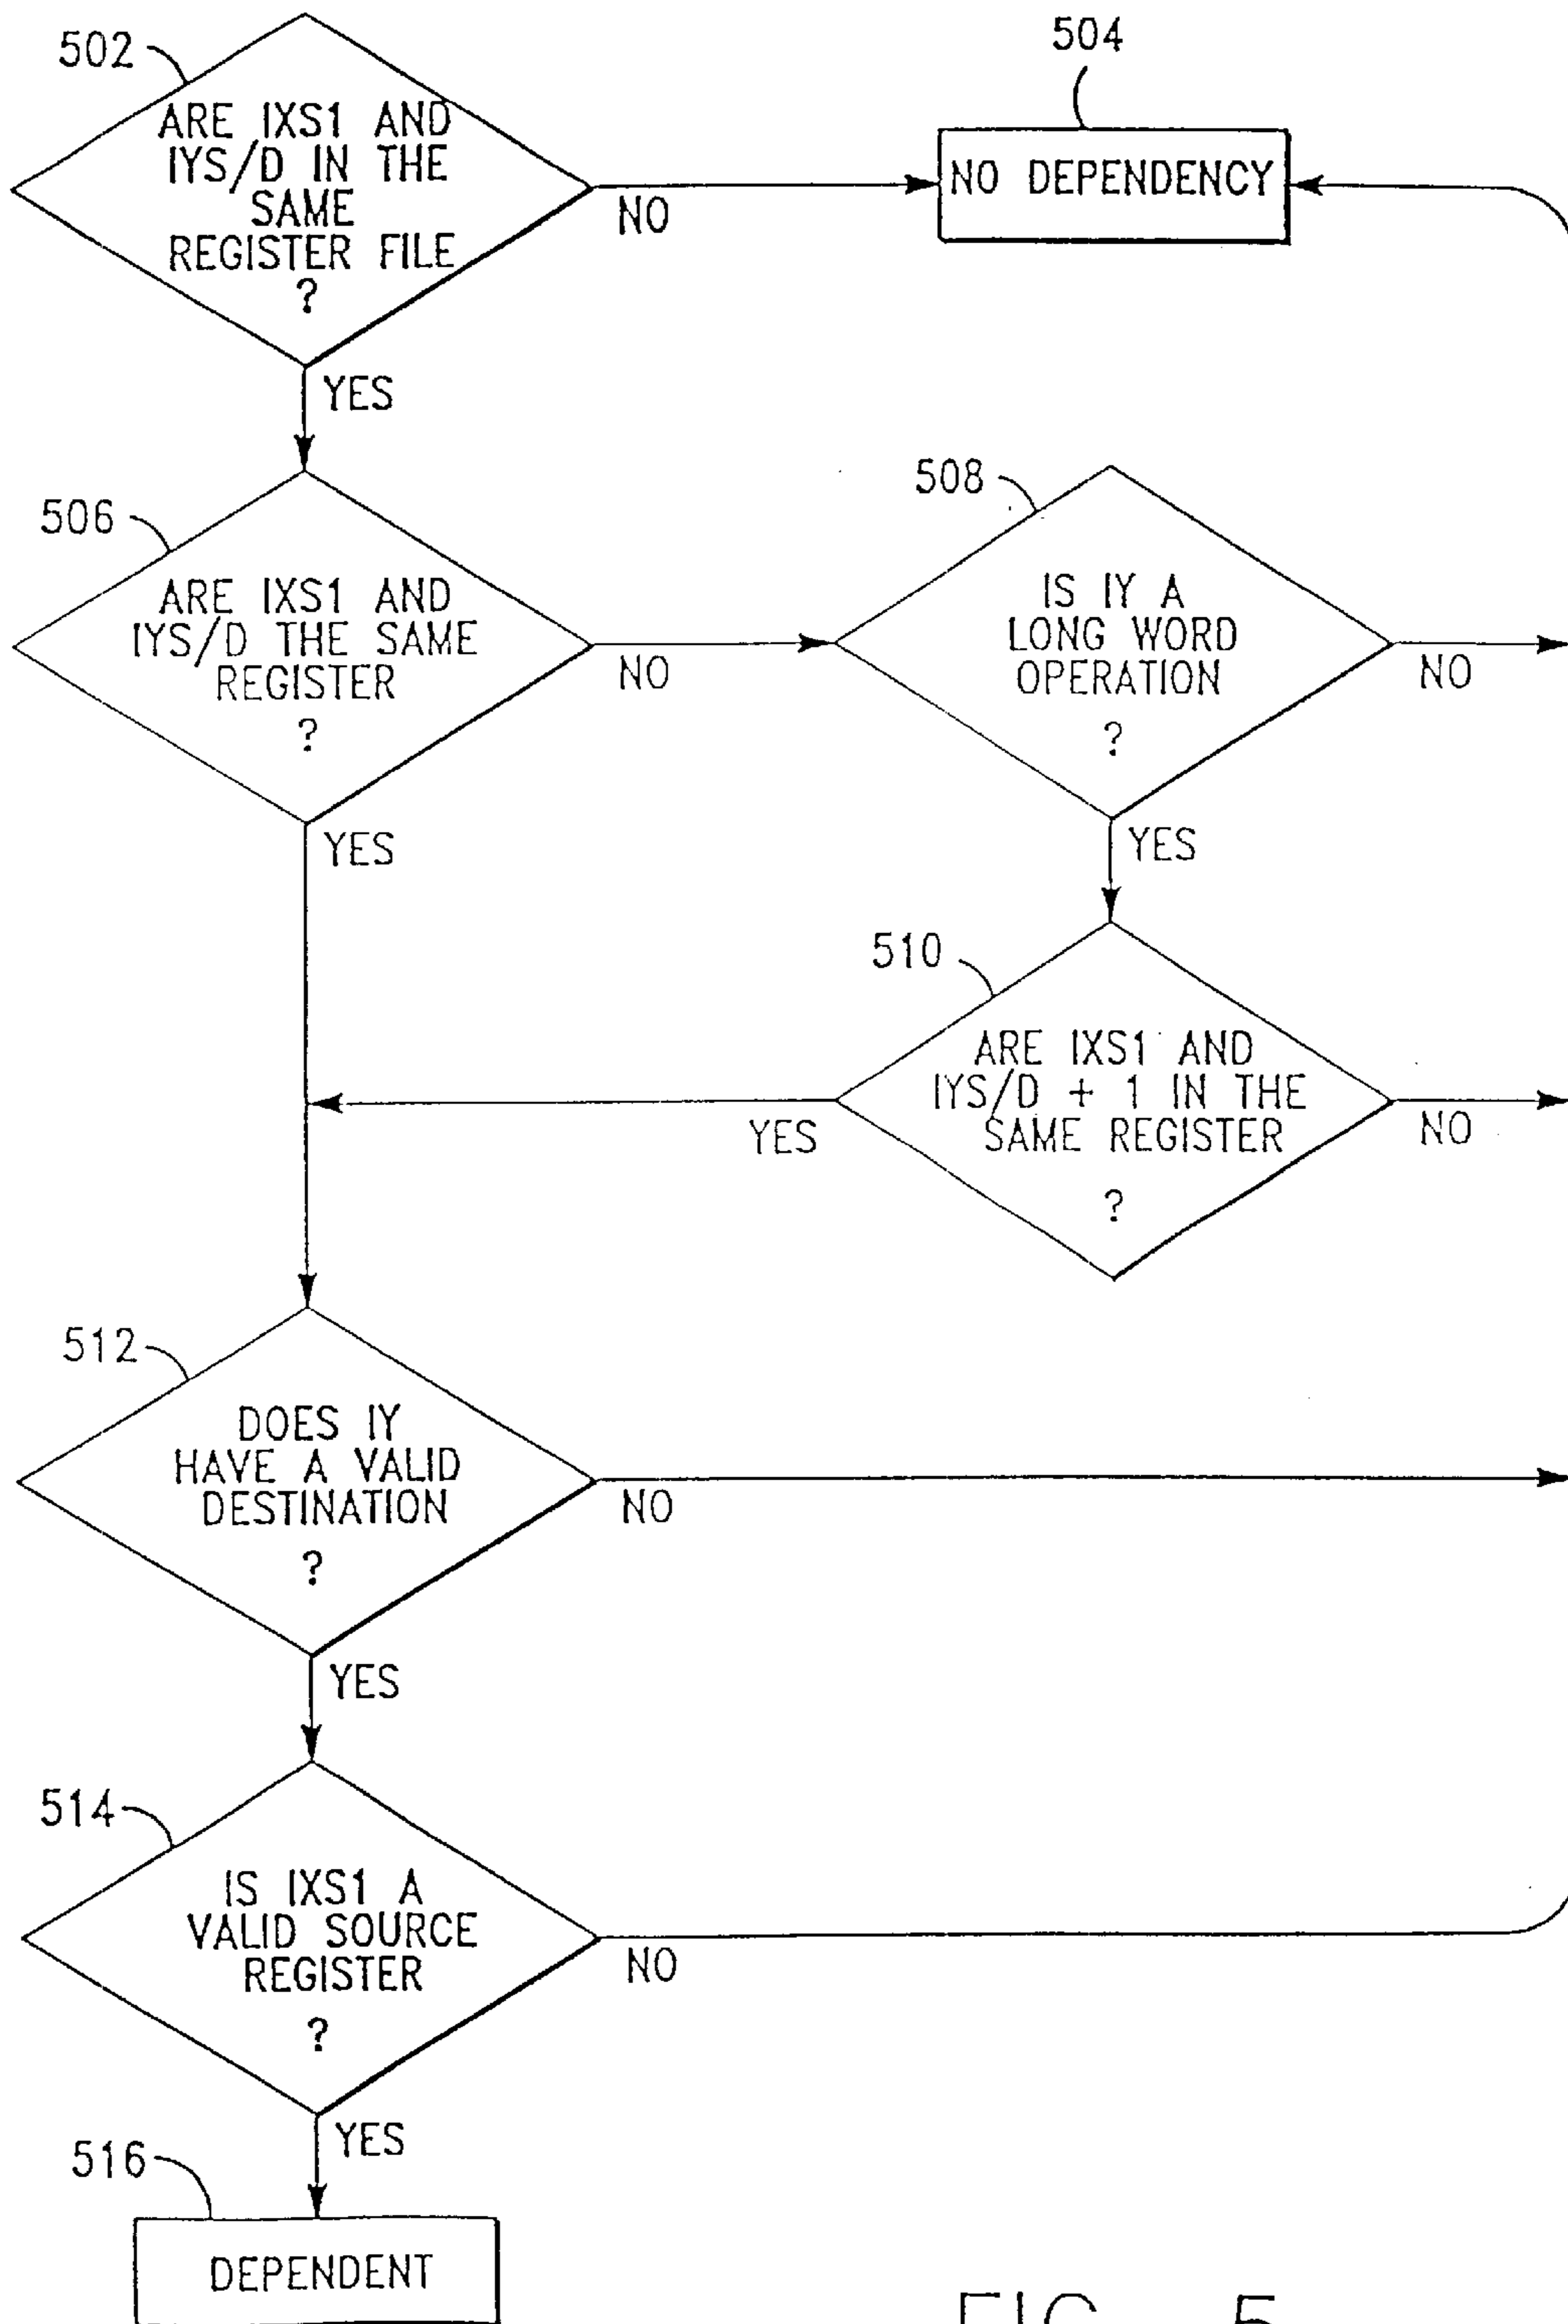 502
504
ARE IXS1 AND
IYS/D IN THE
SAME
REGISTER FILE
?
NO
NO DEPENDENCY
YES
506
508
ARE IXS1 AND
IYS/D THE SAME
REGISTER
?
NO
IS IY A
LONG WORD
OPERATION
?
NO
YES
YES
510
ARE IXS1 AND
IYS/D + 1 IN THE
SAME REGISTER
?
YES
NO
512
DOES IY
HAVE A VALID
DESTINATION
?
NO
YES
514
IS IXS1 A
VALID SOURCE
REGISTER
?
NO
YES
516
DEPENDENT
FIG. 5